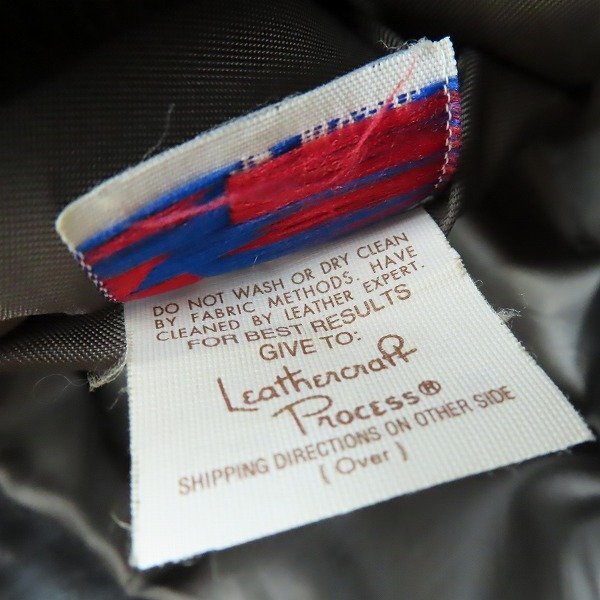 DO NOT WASH OR DRY CLEAN
BY FABRIC METHODS. HAVE
CLEANED BY LEATHER EXPERT.
FOR BEST RESULTS
GIVE TO:
Leathercraft
Process®
SHIPPING DIRECTIONS ON OTHER SIDE
(Over)